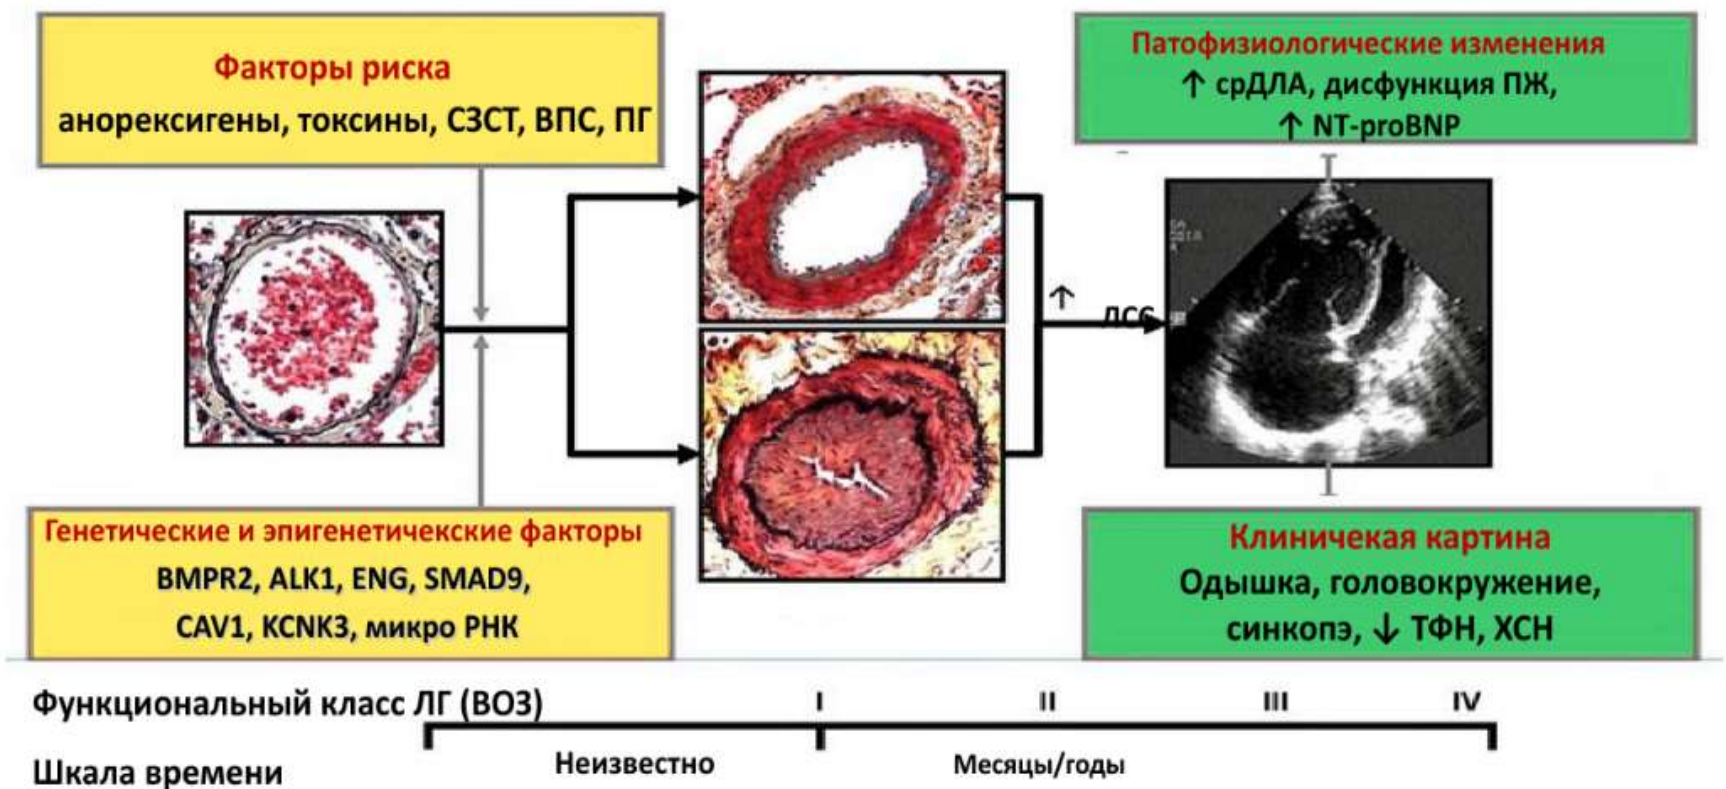 Факторы риска
анорексигены, токсины, СЗСТ, ВПС, ПГ
Патофизиологические изменения
↑ срДЛА, дисфункция ПЖ,
↑ NT-proBNP
↑ ЛСС
Генетические и эпигенетичекские факторы
BMPR2, ALK1, ENG, SMAD9,
CAV1, KCNK3, микро РНК
Клиничекая картина
Одышка, головокружение,
синкопэ, ↓ ТФН, ХСН
Функциональный класс ЛГ (ВОЗ) I II III IV
Шкала времени Неизвестно Месяцы/годы